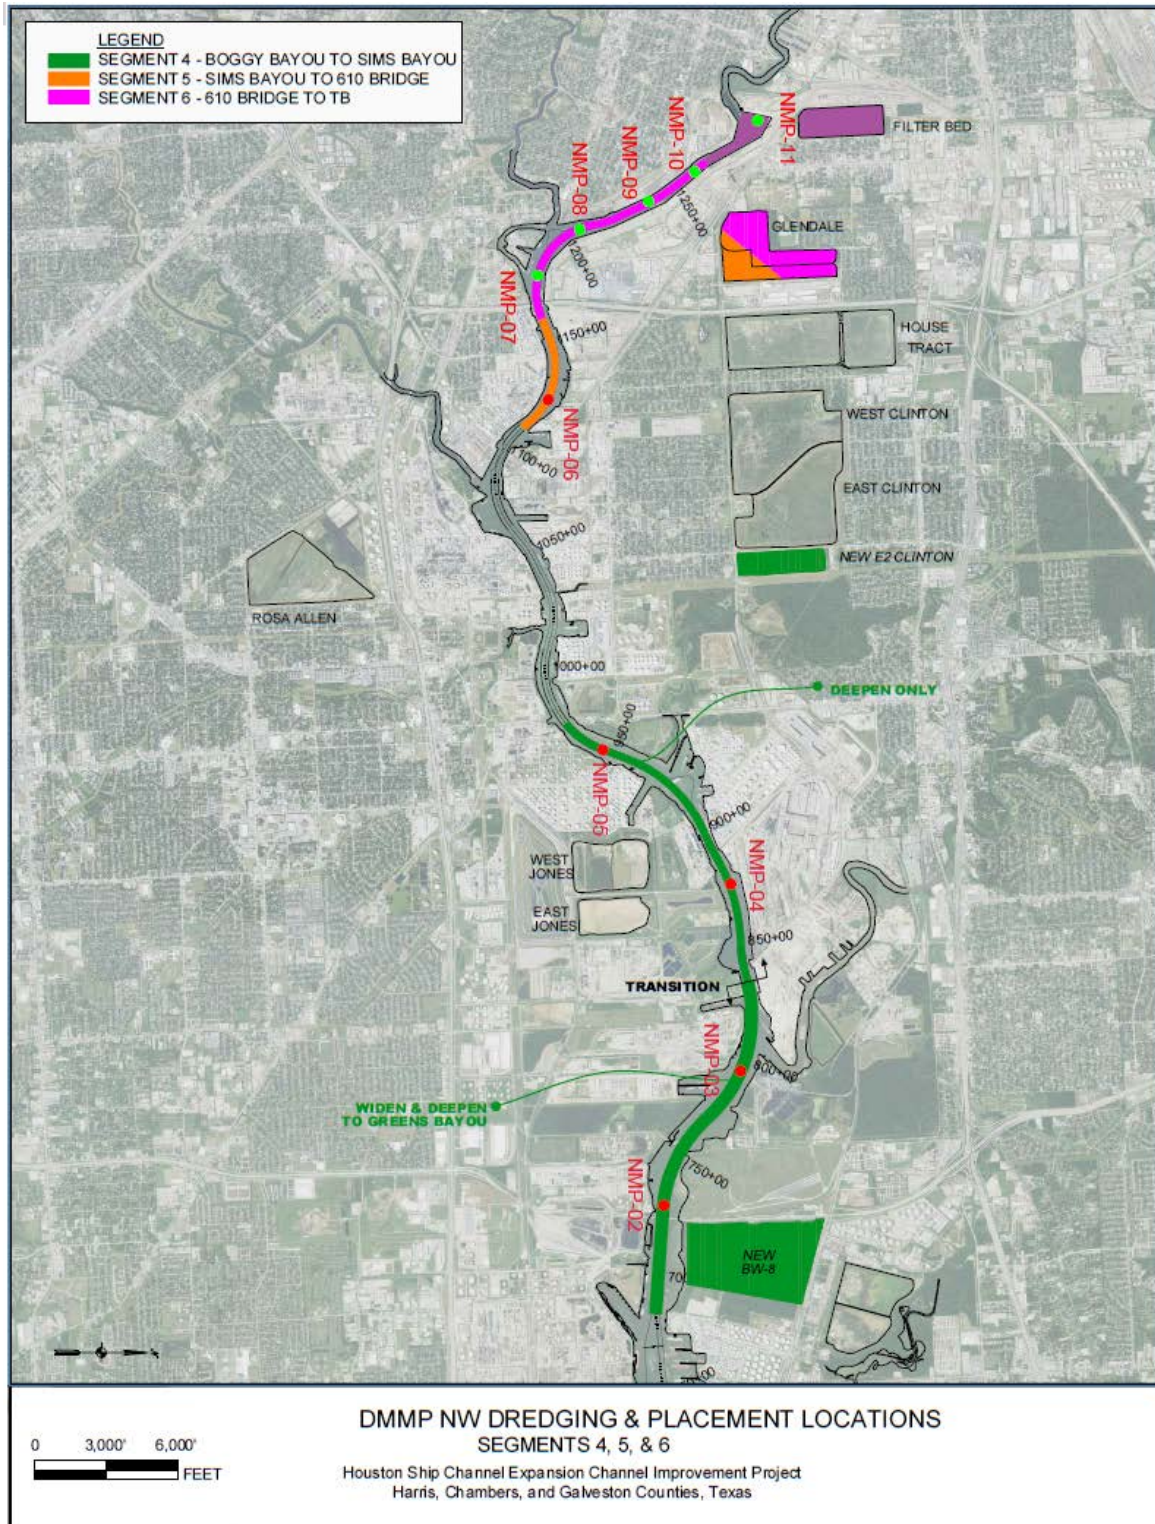 LEGEND
SEGMENT 4 - BOGGY BAYOU TO SIMS BAYOU
SEGMENT 5 - SIMS BAYOU TO 610 BRIDGE
SEGMENT 6 - 610 BRIDGE TO TB
NMP-11
FILTER BED
NMP-10
NMP-09
NMP-08
1250+00
GLENDALE
1200+00
NMP-07
1150+00
HOUSE
TRACT
NMP-06
WEST CLINTON
1100+00
EAST CLINTON
1050+00
NEW E2 CLINTON
ROSA ALLEN
1000+00
DEEPEN ONLY
950+00
NMP-05
900+00
WEST
JONES
NMP-04
EAST
JONES
850+00
TRANSITION
NMP-03
800+00
WIDEN & DEEPEN
TO GREENS BAYOU
750+00
NMP-02
NEW
BW-8
70
00+00
DMMP NW DREDGING & PLACEMENT LOCATIONS
SEGMENTS 4, 5, & 6
0 3,000' 6,000'
FEET
Houston Ship Channel Expansion Channel Improvement Project
Harris, Chambers, and Galveston Counties, Texas